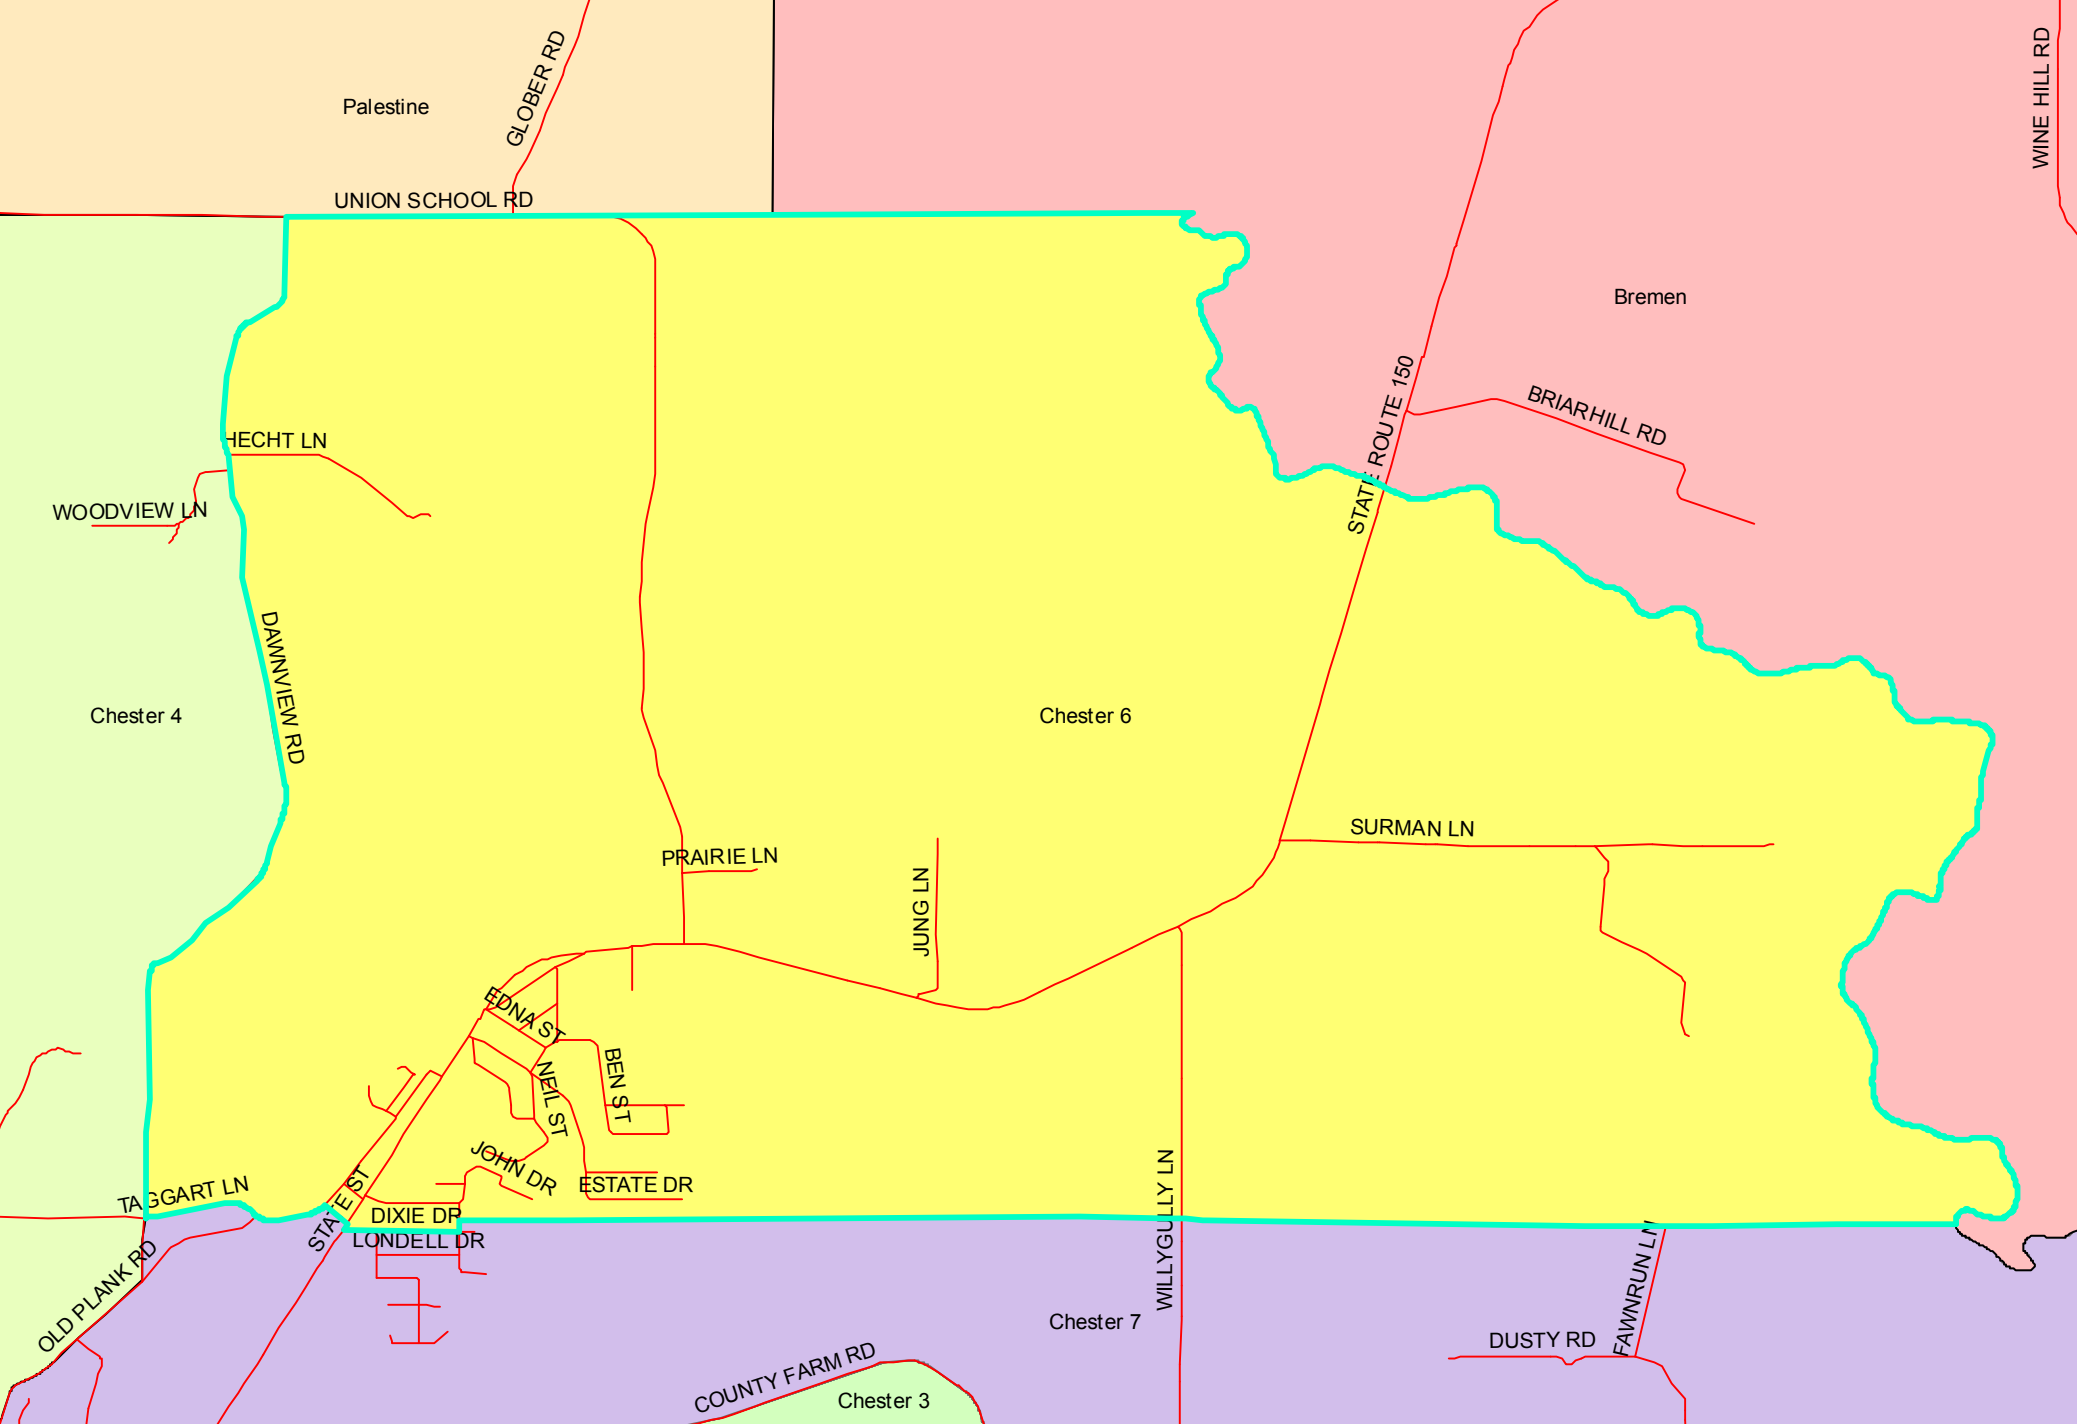 GLOBER RD
WINE HILL RD
Palestine
UNION SCHOOL RD
Bremen
STATE ROUTE 150
BRIARHILL RD
HECHT LN
WOODVIEW LN
DAWNVIEW RD
Chester 4
Chester 6
SURMAN LN
PRAIRIE LN
JUNG LN
EDNA ST
BEN ST
NEIL ST
JOHN DR
ESTATE DR
TAGGART LN
STATE ST
DIXIE DR
LONDELL DR
WILLYGULLY LN
OLD PLANK RD
FAWNRUN LN
Chester 7
DUSTY RD
COUNTY FARM RD
Chester 3